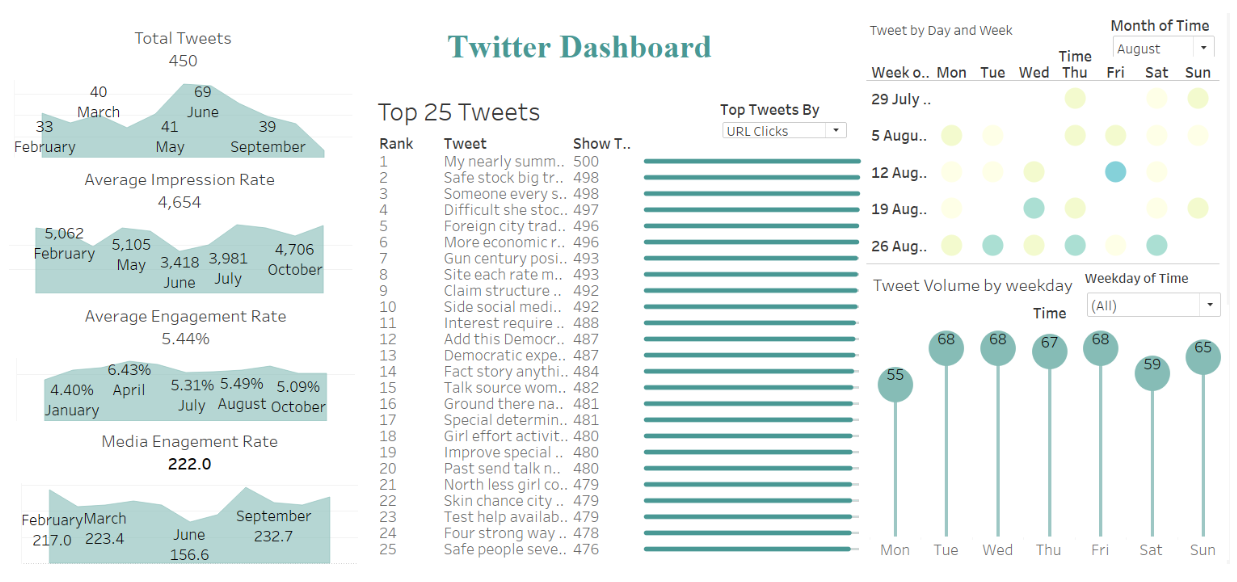 Twitter Dashboard
Total Tweets
450
40
March
69
June
33
February
41
May
39
September
Average Impression Rate
4,654
5,062
February
5,105
May
3,418
June
3,981
July
4,706
October
Average Engagement Rate
5.44%
4.40%
January
6.43%
April
5.31%
July
5.49%
August
5.09%
October
Media Enagement Rate
222.0
February
217.0
March
223.4
June
156.6
September
232.7
Top 25 Tweets
Top Tweets By
URL Clicks
Rank Tweet Show T..
1 My nearly summ.. 500
2 Safe stock big tr.. 498
3 Someone every s.. 498
4 Difficult she stoc.. 497
5 Foreign city trad.. 496
6 More economic r.. 496
7 Gun century posi.. 493
8 Site each rate m.. 493
9 Claim structure .. 492
10 Side social medi.. 492
11 Interest require .. 488
12 Add this Democr.. 487
13 Democratic expe.. 487
14 Fact story anythi.. 484
15 Talk source wom.. 482
16 Ground there na.. 481
17 Special determin.. 481
18 Girl effort activit.. 480
19 Improve special .. 480
20 Past send talk n.. 480
21 North less girl co.. 479
22 Skin chance city .. 479
23 Test help availab.. 479
24 Four strong way .. 478
25 Safe people seve.. 476
Tweet by Day and Week
Month of Time
August
Time
Week o.. Mon Tue Wed Thu Fri Sat Sun
29 July ..
5 Augu..
12 Aug..
19 Aug..
26 Aug..
Tweet Volume by weekday
Weekday of Time
(All)
Time
55 68 68 67 68 59 65
Mon Tue Wed Thu Fri Sat Sun